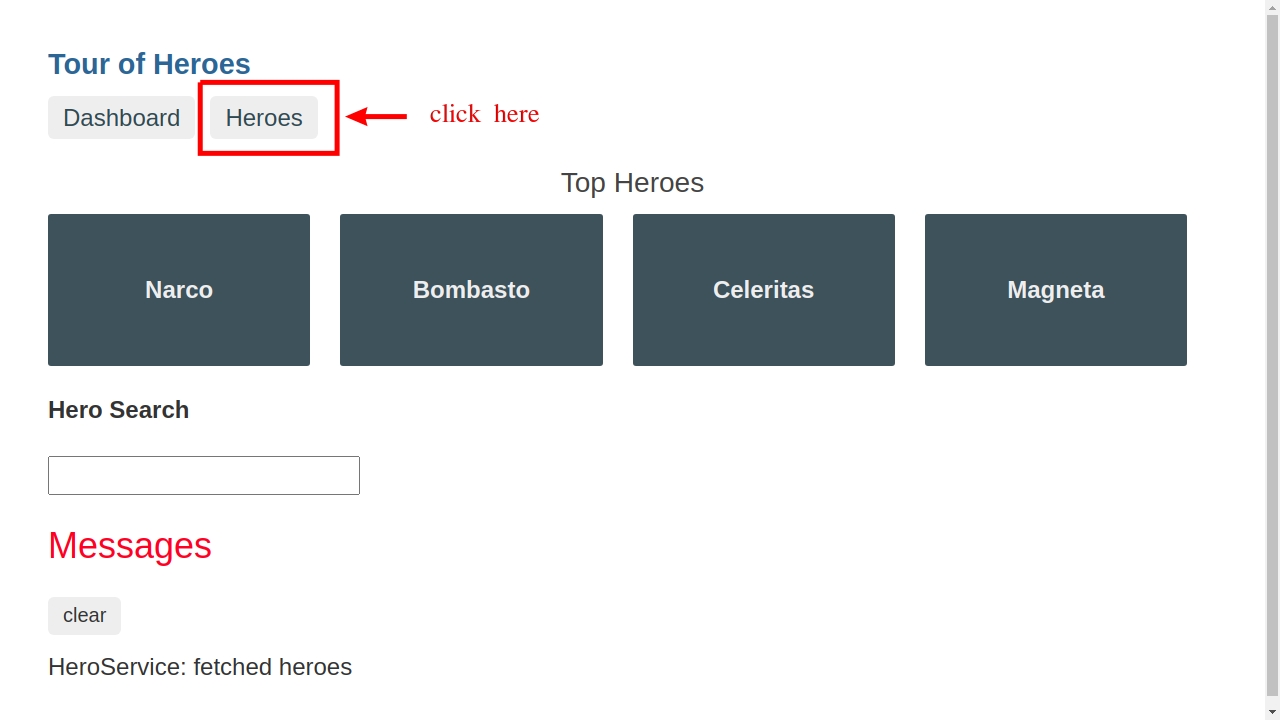 Tour of Heroes
Dashboard Heroes click here
Top Heroes
Narco Bombasto Celeritas Magneta
Hero Search
Messages
clear
HeroService: fetched heroes